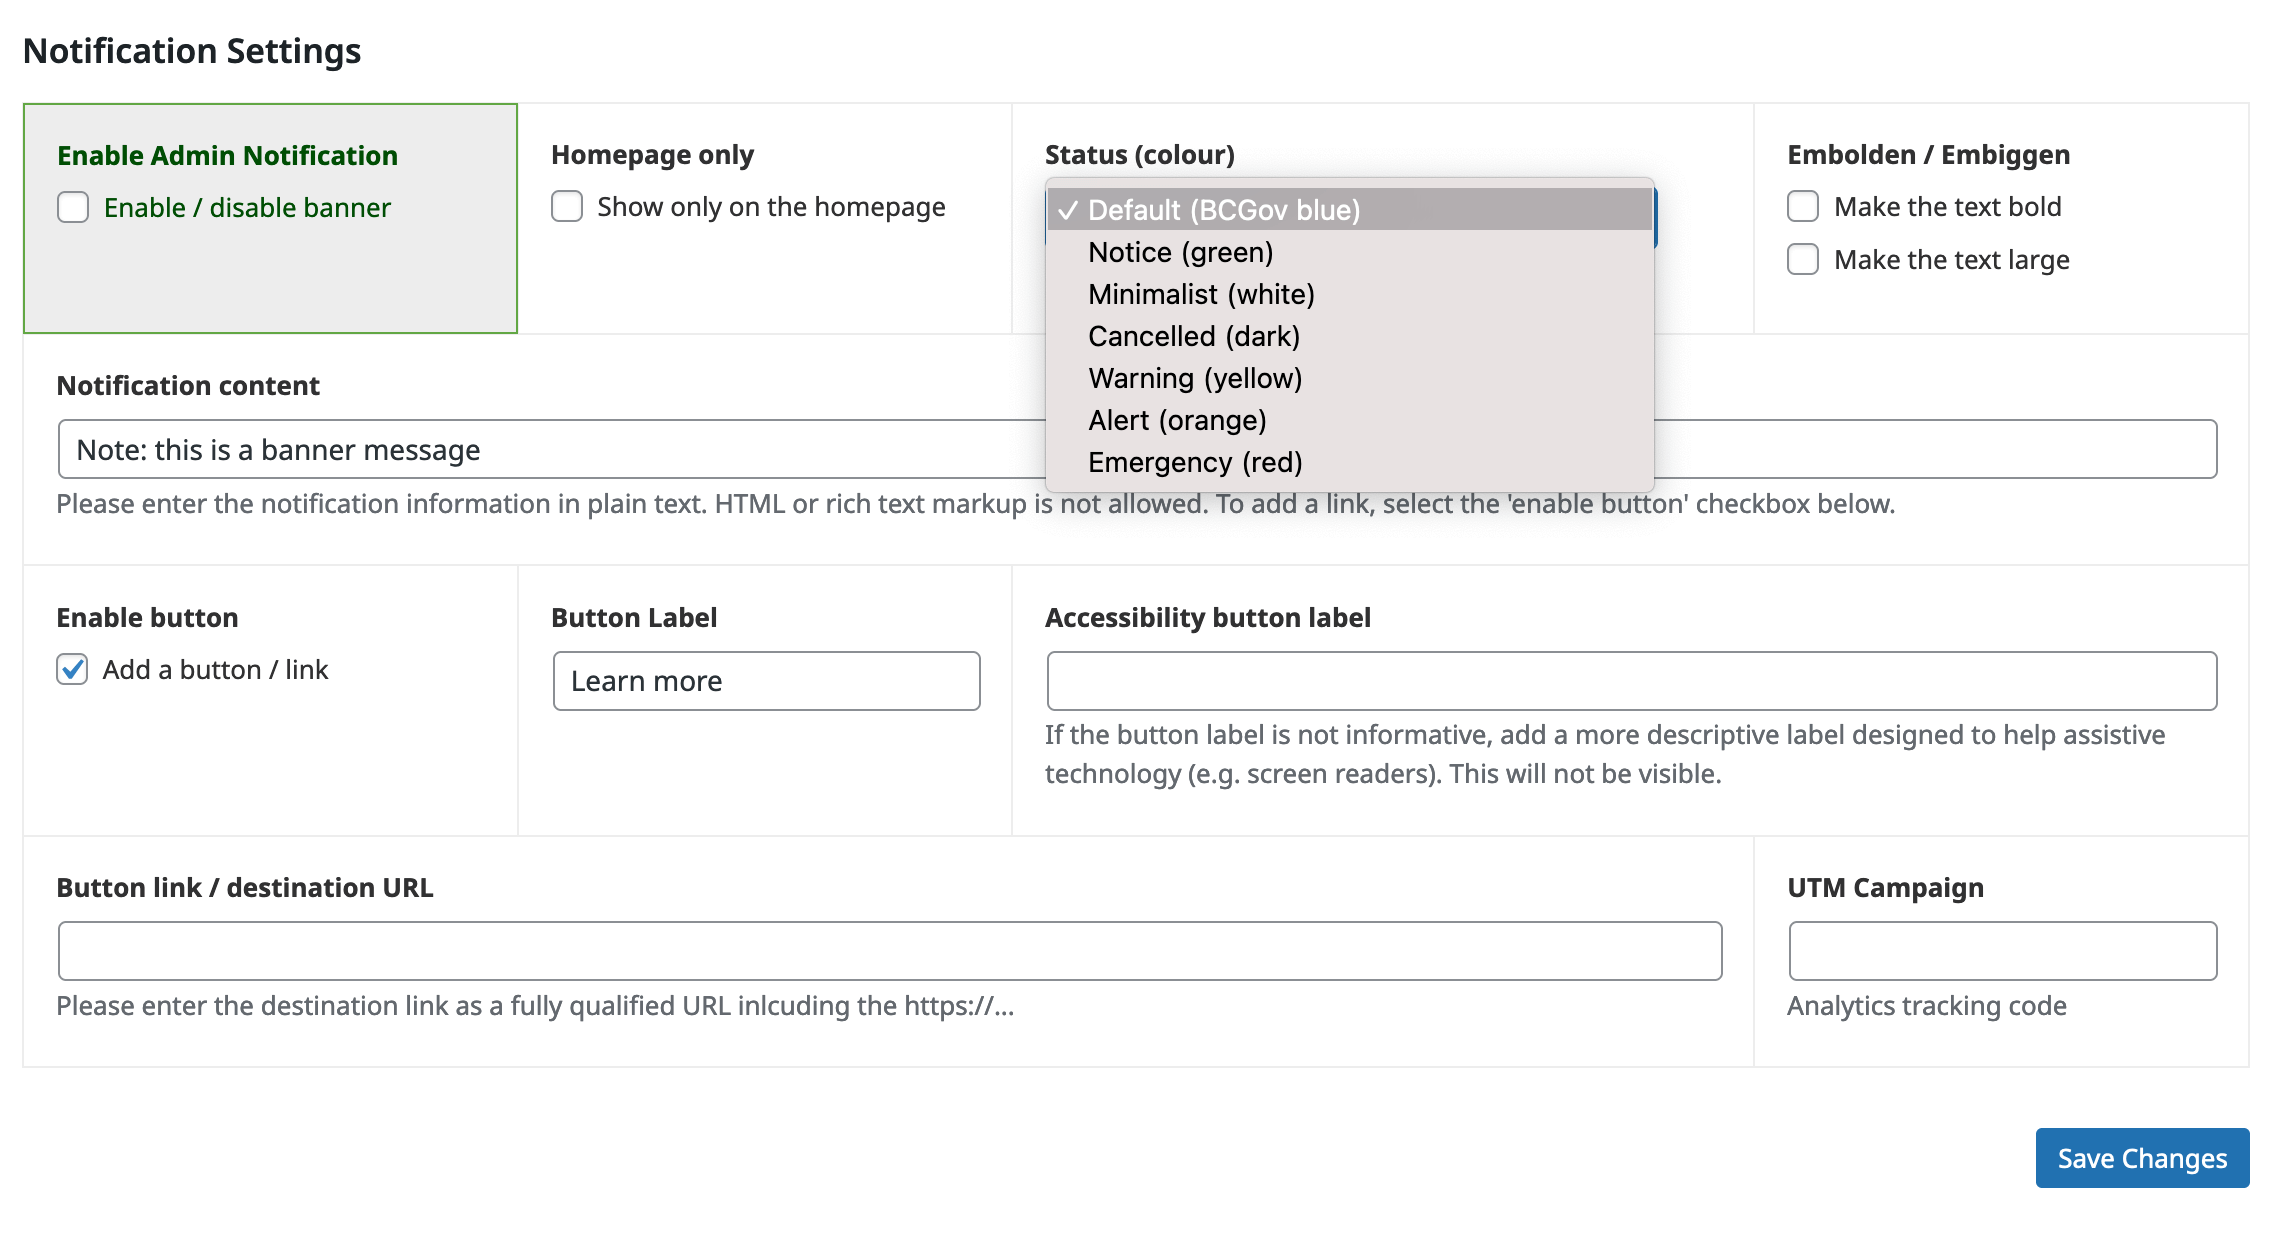 Notification Settings
Enable Admin Notification
Enable / disable banner
Homepage only
Show only on the homepage
Status (colour)
✓ Default (BCGov blue)
Notice (green)
Minimalist (white)
Cancelled (dark)
Warning (yellow)
Alert (orange)
Emergency (red)
Embolden / Embiggen
Make the text bold
Make the text large
Notification content
Note: this is a banner message
Please enter the notification information in plain text. HTML or rich text markup is not allowed. To add a link, select the 'enable button' checkbox below.
Enable button
Add a button / link
Button Label
Learn more
Accessibility button label
If the button label is not informative, add a more descriptive label designed to help assistive
technology (e.g. screen readers). This will not be visible.
Button link / destination URL
Please enter the destination link as a fully qualified URL inlcuding the https://...
UTM Campaign
Analytics tracking code
Save Changes